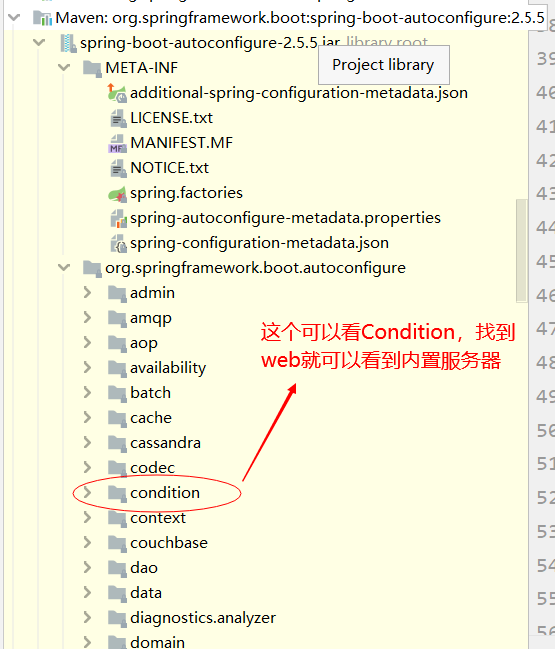 Maven: org.springframework.boot:spring-boot-autoconfigure:2.5.5
spring-boot-autoconfigure-2.5.5.jar library root
Project library
META-INF
additional-spring-configuration-metadata.json
LICENSE.txt
MANIFEST.MF
NOTICE.txt
spring.factories
spring-autoconfigure-metadata.properties
spring-configuration-metadata.json
org.springframework.boot.autoconfigure
admin
amqp
aop
availability
batch
cache
cassandra
codec
condition
context
couchbase
dao
data
diagnostics.analyzer
domain
这个可以看Condition，找到
web就可以看到内置服务器
39
40
41
42
43
44
45
46
47
48
49
50
51
52
53
54
55
56